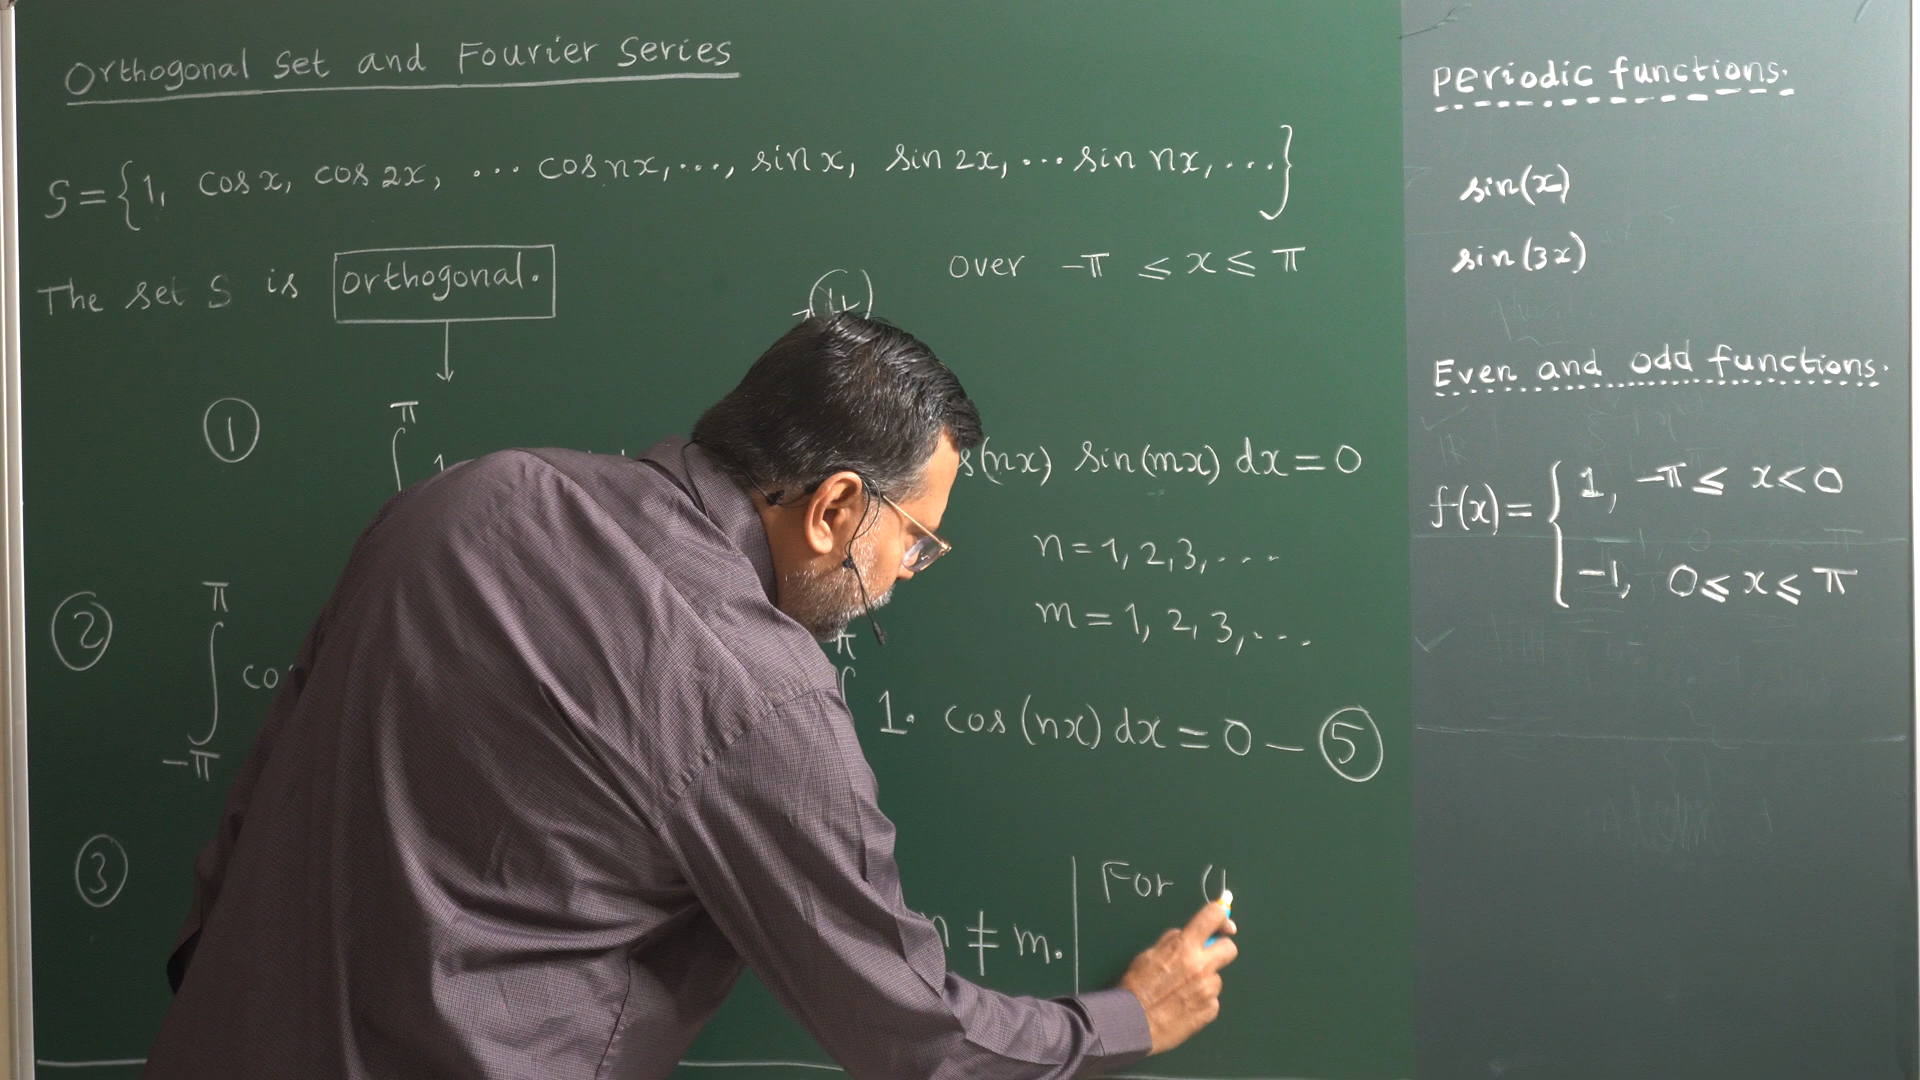 Orthogonal Set and Fourier Series
S = {1, cos x, cos 2x, ... cos nx, ..., sin x, sin 2x, ... sin nx, ...}
over -π ≤ x ≤ π
The set S is orthogonal.
①
π
∫ 1
(nx) sin(mx) dx = 0
n = 1, 2, 3, ...
m = 1, 2, 3, ...
②
π
∫
-π
π
∫ 1. cos(nx) dx = 0 — ⑤
③
n ≠ m.
For
Periodic functions.
sin(x)
sin(3x)
Even and odd functions.
f(x) = { 1, -π ≤ x < 0
-1, 0 ≤ x ≤ π